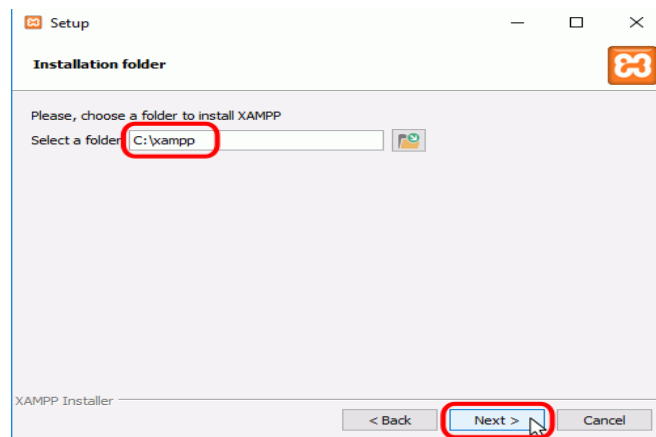 Setup
Installation folder
Please, choose a folder to install XAMPP
Select a folder C:\xampp
XAMPP Installer
< Back Next > Cancel